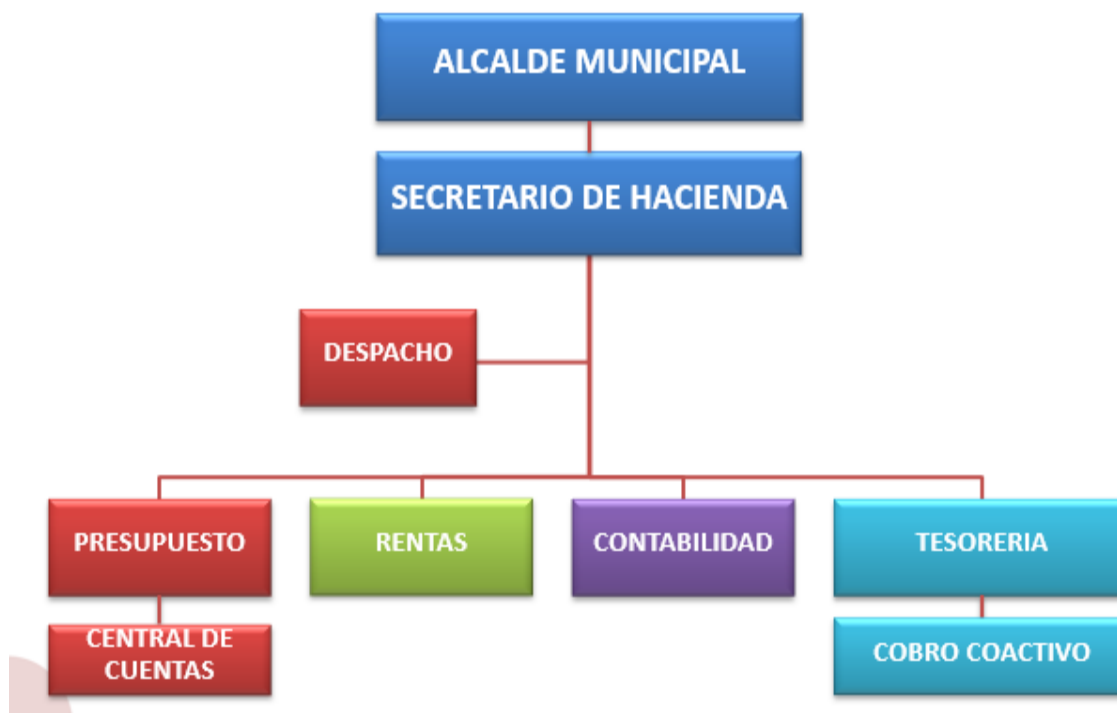 ALCALDE MUNICIPAL
SECRETARIO DE HACIENDA
DESPACHO
PRESUPUESTO
RENTAS
CONTABILIDAD
TESORERIA
CENTRAL DE
CUENTAS
COBRO COACTIVO